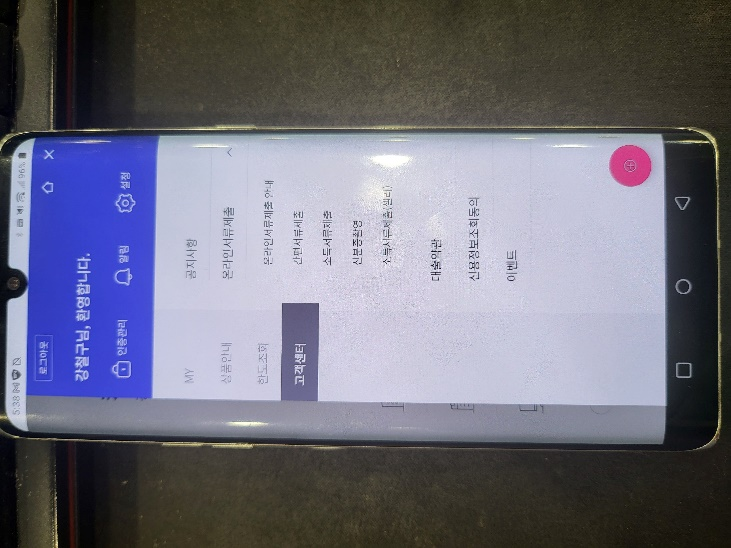 5:38
96%
로그아웃
강철구님, 환영합니다.
인증관리
알림
설정
MY
상품안내
한도조회
고객센터
공지사항
온라인서류제출
온라인서류제출 안내
간편서류제출
소득서류제출
신분증촬영
소득서류제출(셀러)
대출약관
신용정보조회동의
이벤트